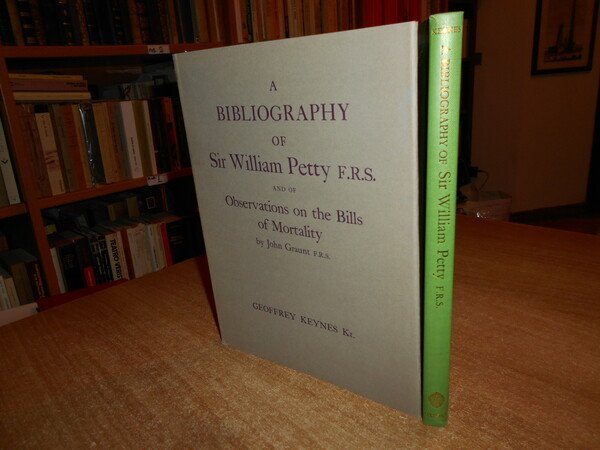 A
BIBLIOGRAPHY
OF
Sir William Petty F.R.S.
AND OF
Observations on the Bills
of Mortality
by John Graunt F.R.S.
GEOFFREY KEYNES Kt.
KEYNES
A BIBLIOGRAPHY OF Sir William Petty F.R.S.